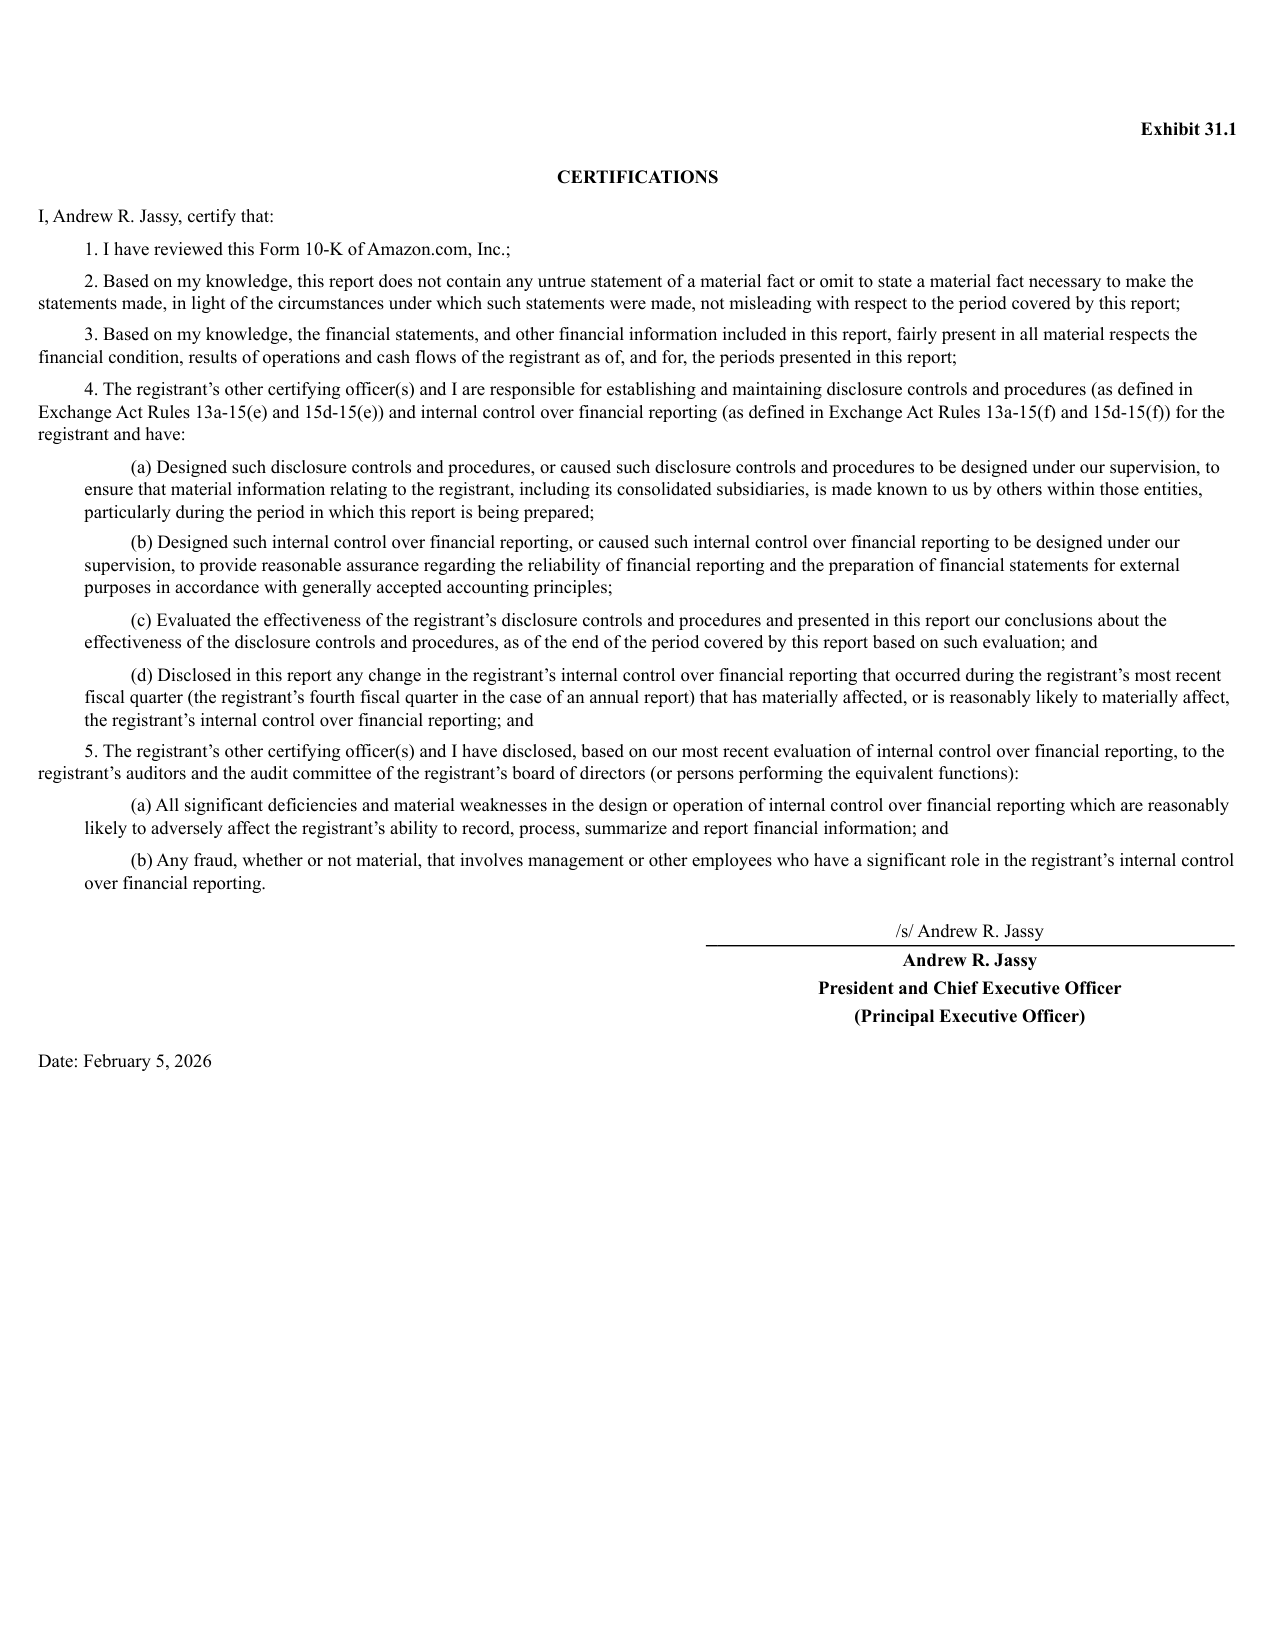 Exhibit 31.1
CERTIFICATIONS
I, Andrew R. Jassy, certify that:
1. I have reviewed this Form 10-K of Amazon.com, Inc.;
2. Based on my knowledge, this report does not contain any untrue statement of a material fact or omit to state a material fact necessary to make the
statements made, in light of the circumstances under which such statements were made, not misleading with respect to the period covered by this report;
3. Based on my knowledge, the financial statements, and other financial information included in this report, fairly present in all material respects the
financial condition, results of operations and cash flows of the registrant as of, and for, the periods presented in this report;
4. The registrant’s other certifying officer(s) and I are responsible for establishing and maintaining disclosure controls and procedures (as defined in
Exchange Act Rules 13a-15(e) and 15d-15(e)) and internal control over financial reporting (as defined in Exchange Act Rules 13a-15(f) and 15d-15(f)) for the
registrant and have:
(a) Designed such disclosure controls and procedures, or caused such disclosure controls and procedures to be designed under our supervision, to
ensure that material information relating to the registrant, including its consolidated subsidiaries, is made known to us by others within those entities,
particularly during the period in which this report is being prepared;
(b) Designed such internal control over financial reporting, or caused such internal control over financial reporting to be designed under our
supervision, to provide reasonable assurance regarding the reliability of financial reporting and the preparation of financial statements for external
purposes in accordance with generally accepted accounting principles;
(c) Evaluated the effectiveness of the registrant’s disclosure controls and procedures and presented in this report our conclusions about the
effectiveness of the disclosure controls and procedures, as of the end of the period covered by this report based on such evaluation; and
(d) Disclosed in this report any change in the registrant’s internal control over financial reporting that occurred during the registrant’s most recent
fiscal quarter (the registrant’s fourth fiscal quarter in the case of an annual report) that has materially affected, or is reasonably likely to materially affect,
the registrant’s internal control over financial reporting; and
5. The registrant’s other certifying officer(s) and I have disclosed, based on our most recent evaluation of internal control over financial reporting, to the
registrant’s auditors and the audit committee of the registrant’s board of directors (or persons performing the equivalent functions):
(a) All significant deficiencies and material weaknesses in the design or operation of internal control over financial reporting which are reasonably
likely to adversely affect the registrant’s ability to record, process, summarize and report financial information; and
(b) Any fraud, whether or not material, that involves management or other employees who have a significant role in the registrant’s internal control
over financial reporting.
/s/ Andrew R. Jassy
Andrew R. Jassy
President and Chief Executive Officer
(Principal Executive Officer)
Date: February 5, 2026